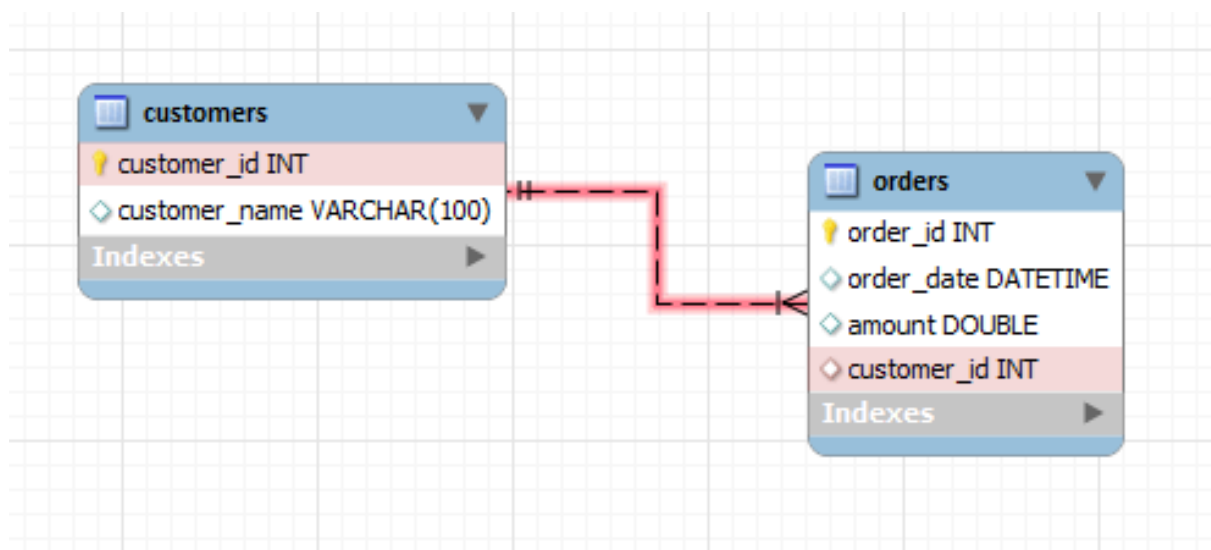 customers
customer_id INT
customer_name VARCHAR(100)
Indexes
orders
order_id INT
order_date DATETIME
amount DOUBLE
customer_id INT
Indexes